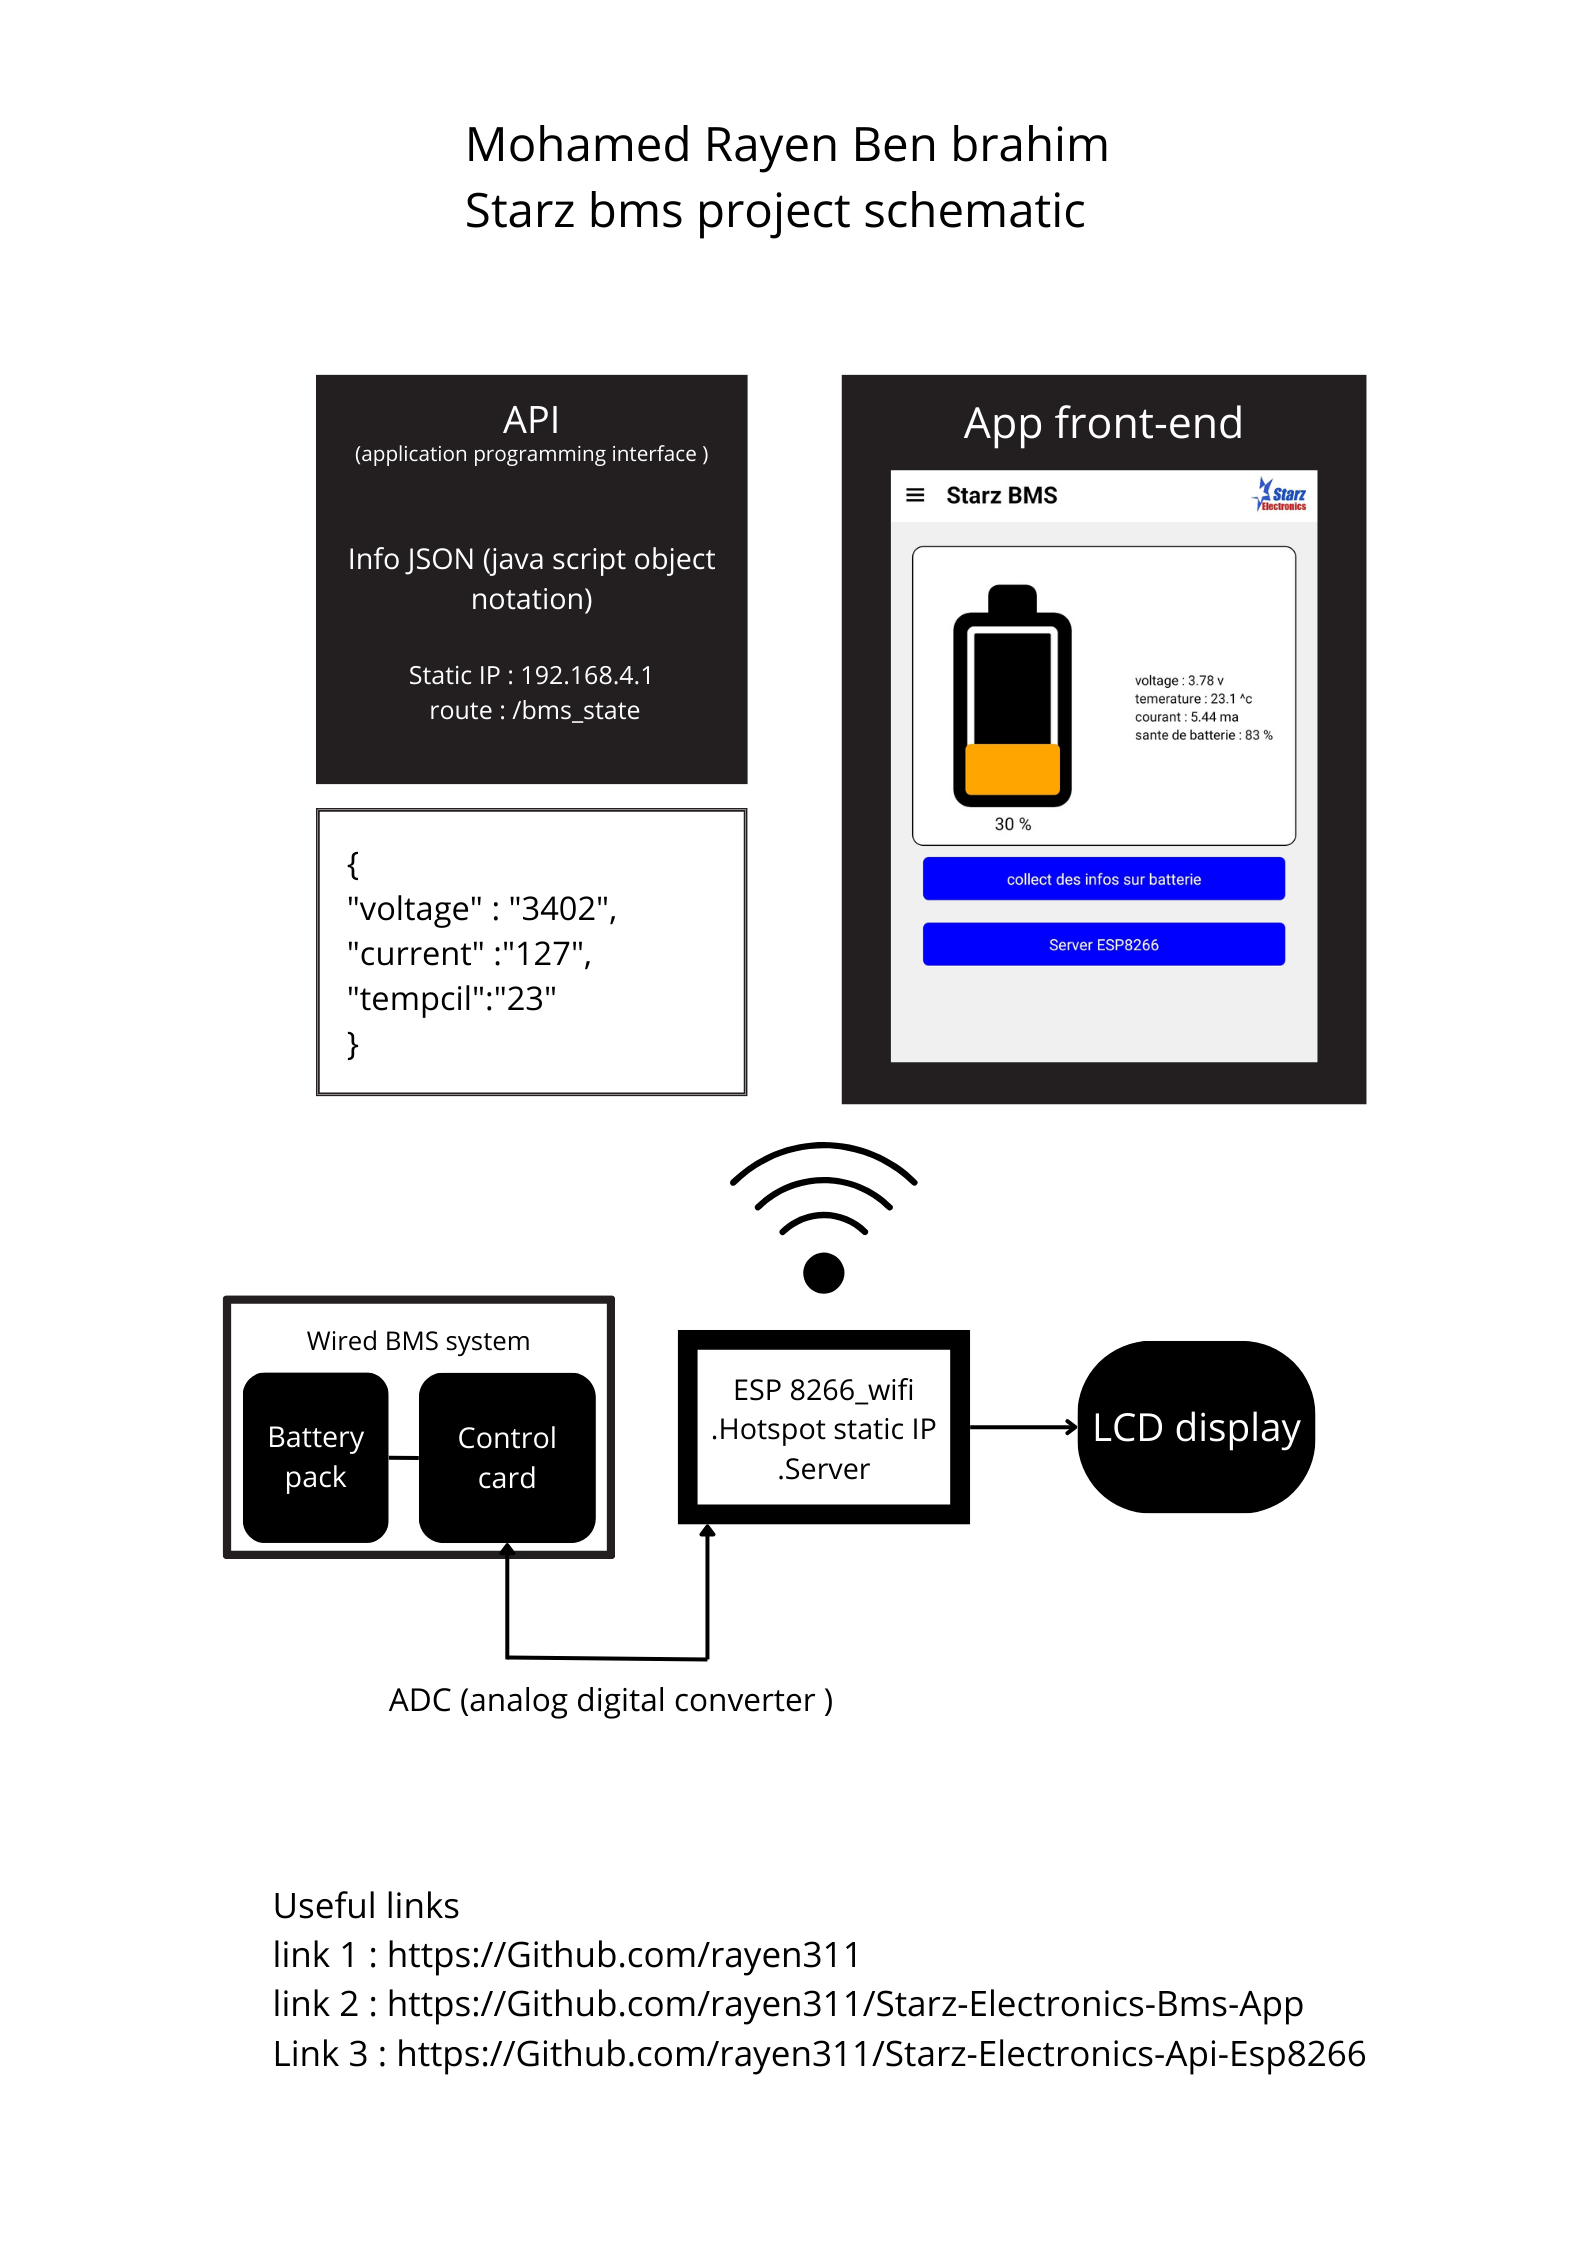 Mohamed Rayen Ben brahim
Starz bms project schematic
API
(application programming interface )
Info JSON (java script object
notation)
Static IP : 192.168.4.1
route : /bms_state
{
"voltage" : "3402",
"current" :"127",
"tempcil":"23"
}
App front-end
Starz BMS
Starz
Electronics
voltage : 3.78 v
temerature : 23.1 ^c
courant : 5.44 ma
sante de batterie : 83 %
30 %
collect des infos sur batterie
Server ESP8266
Wired BMS system
Battery
pack
Control
card
ESP 8266_wifi
.Hotspot static IP
.Server
LCD display
ADC (analog digital converter )
Useful links
link 1 : https://Github.com/rayen311
link 2 : https://Github.com/rayen311/Starz-Electronics-Bms-App
Link 3 : https://Github.com/rayen311/Starz-Electronics-Api-Esp8266